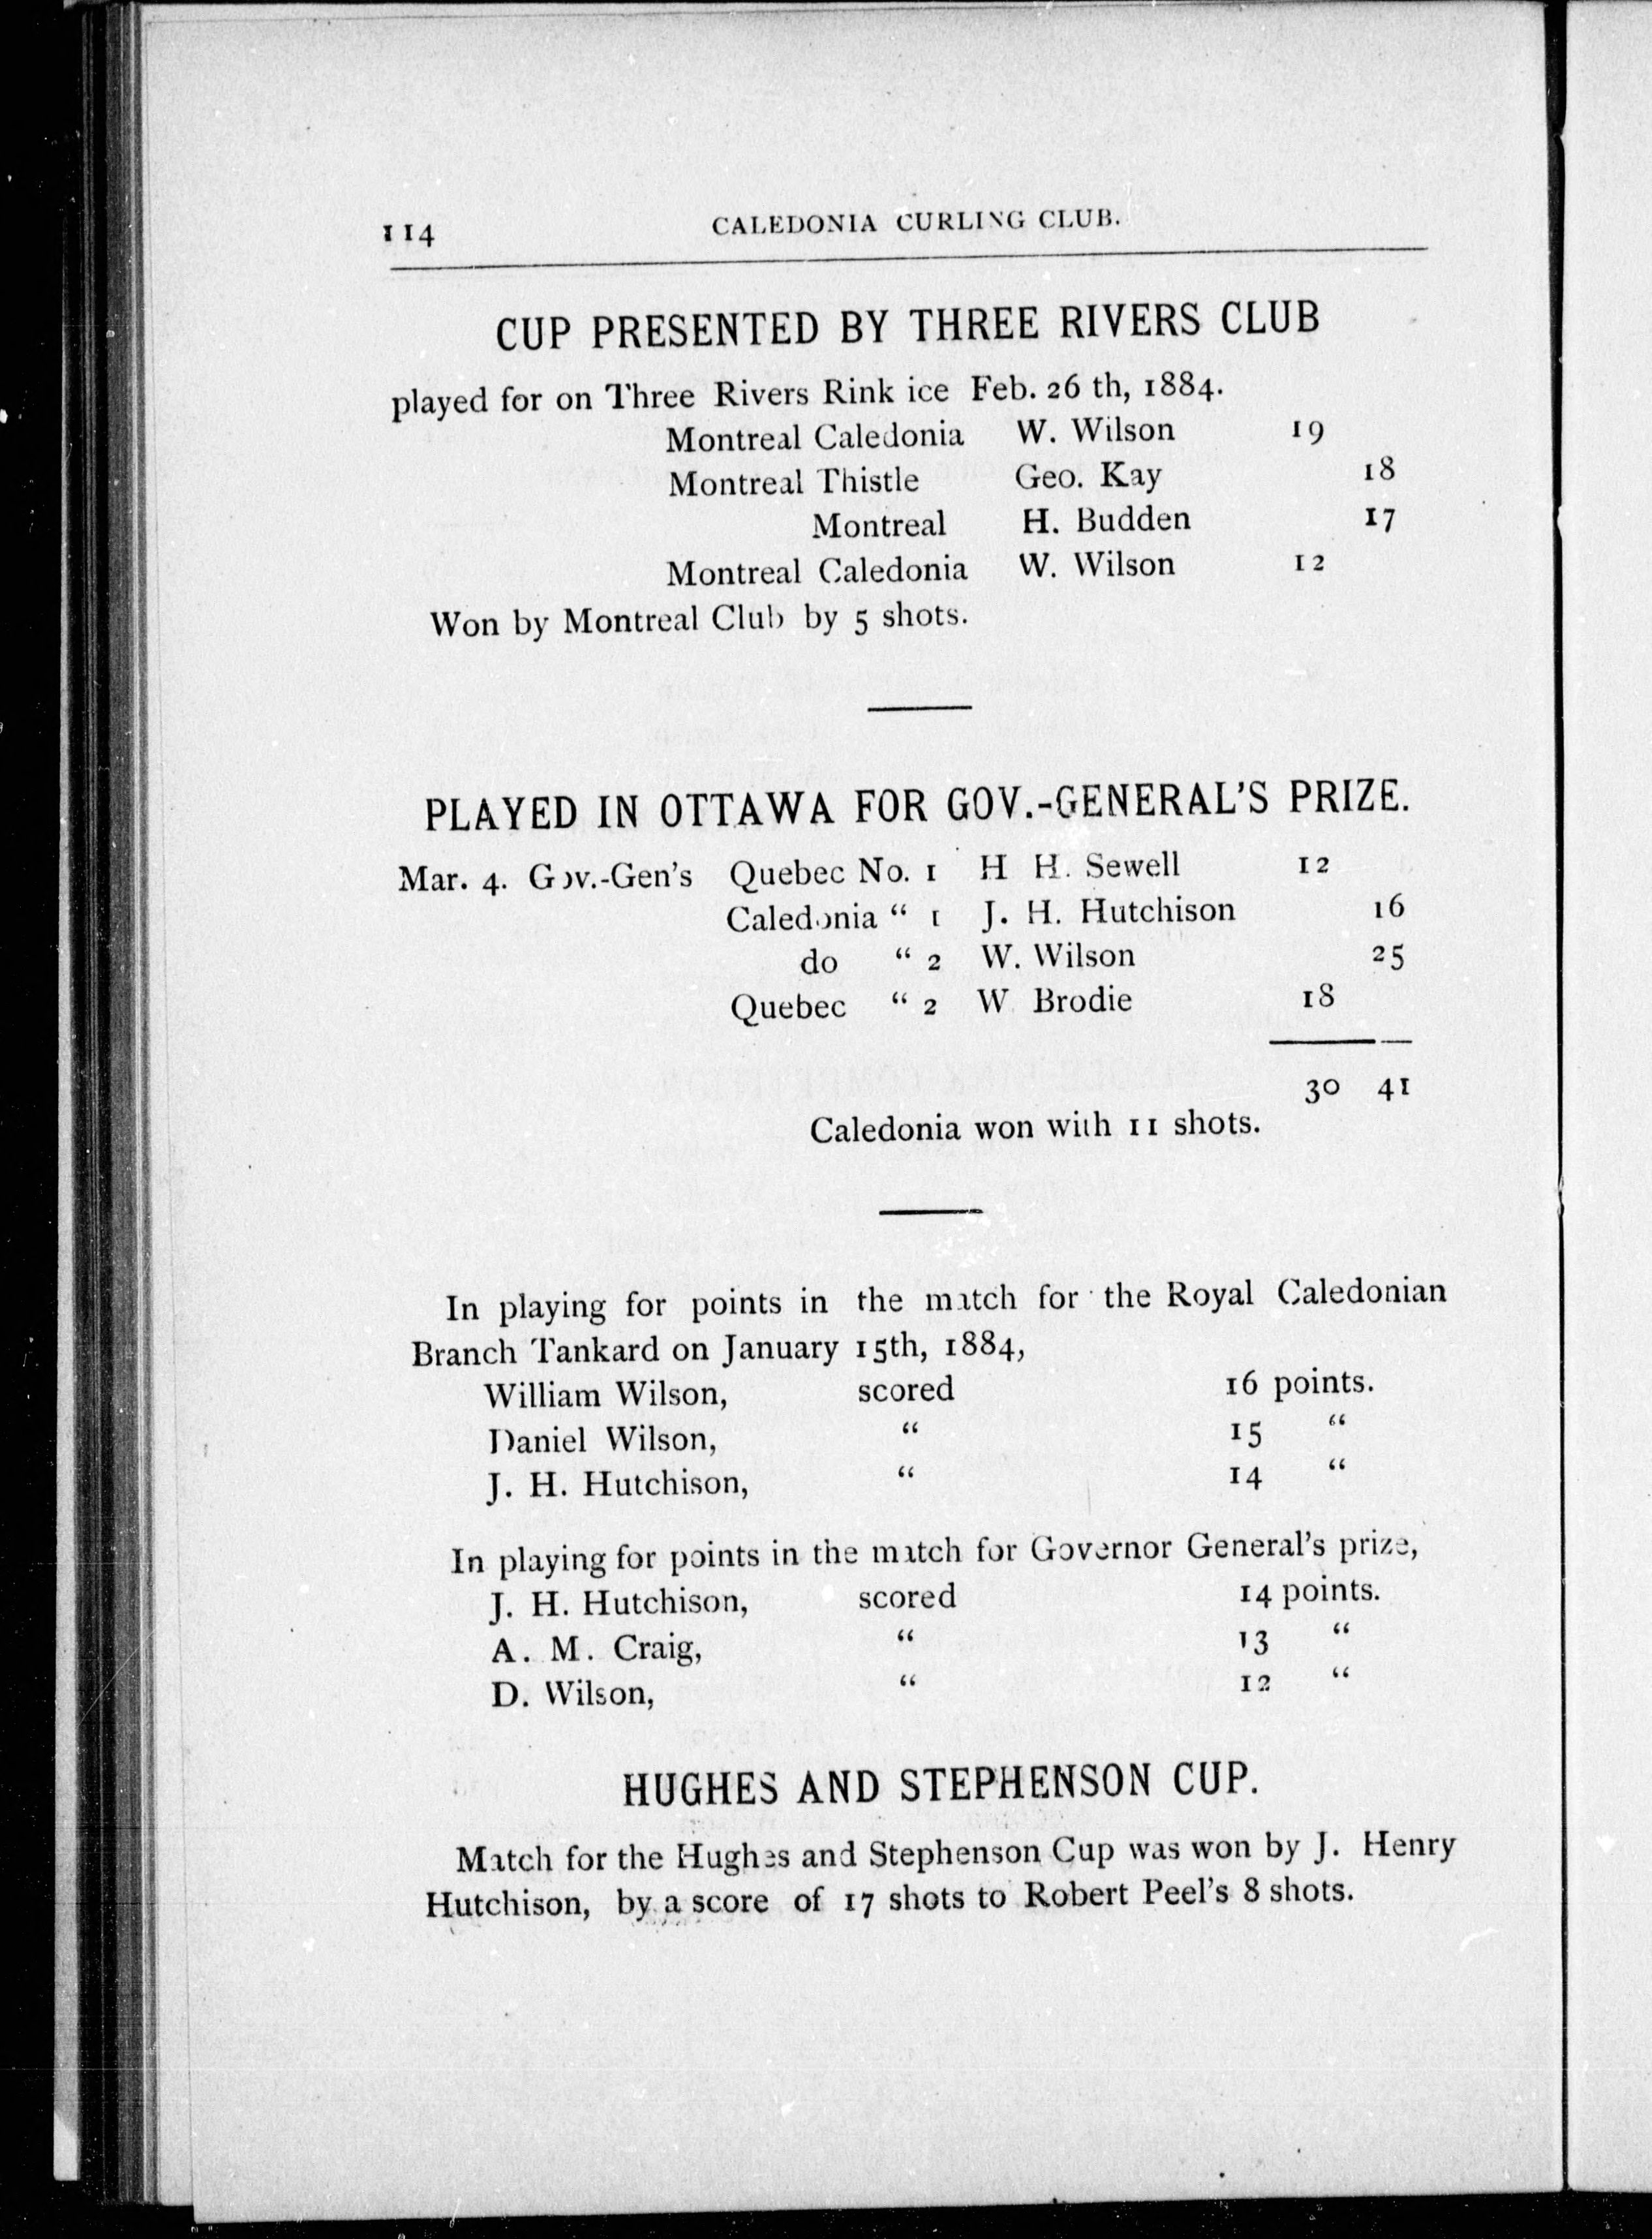 114 CALEDONIA CURLING CLUB.
CUP PRESENTED BY THREE RIVERS CLUB
played for on Three Rivers Rink ice Feb. 26 th, 1884.
Montreal Caledonia W. Wilson 19
Montreal Thistle Geo. Kay 18
Montreal H. Budden 17
Montreal Caledonia W. Wilson 12
Won by Montreal Club by 5 shots.
PLAYED IN OTTAWA FOR GOV.-GENERAL'S PRIZE.
Mar. 4. Gov.-Gen's Quebec No. 1 H H. Sewell 12
Caledonia “ 1 J. H. Hutchison 16
do “ 2 W. Wilson 25
Quebec “ 2 W Brodie 18
30 41
Caledonia won with 11 shots.
In playing for points in the match for the Royal Caledonian
Branch Tankard on January 15th, 1884,
William Wilson, scored 16 points.
Daniel Wilson, “ 15 “
J. H. Hutchison, “ 14 “
In playing for points in the match for Governor General's prize,
J. H. Hutchison, scored 14 points.
A. M. Craig, “ 13 “
D. Wilson, “ 12 “
HUGHES AND STEPHENSON CUP.
Match for the Hughes and Stephenson Cup was won by J. Henry
Hutchison, by a score of 17 shots to Robert Peel's 8 shots.